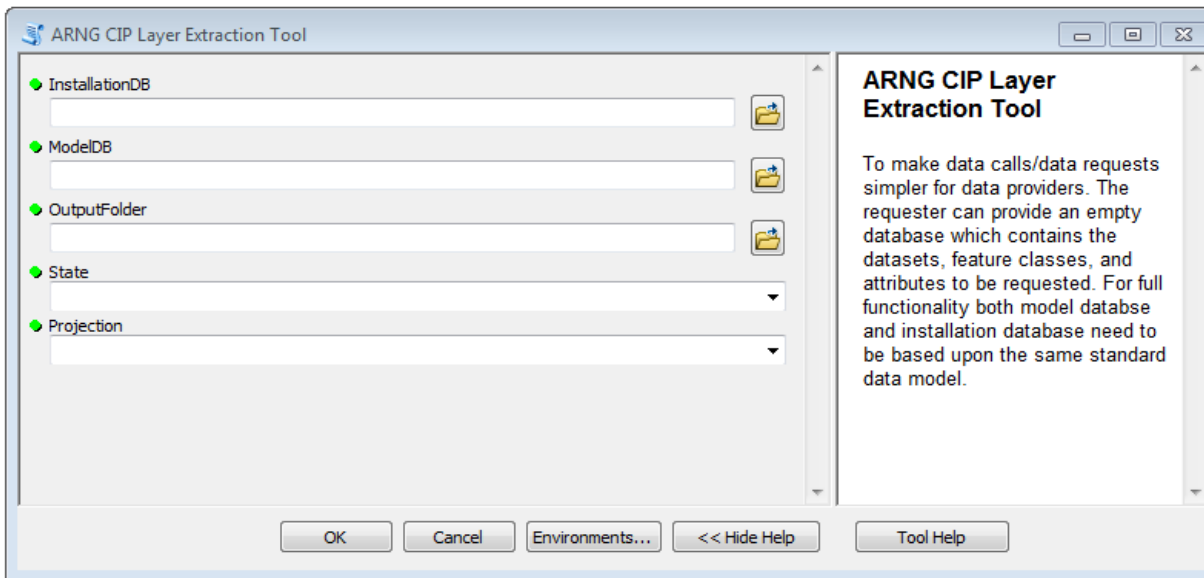 ARNG CIP Layer Extraction Tool
InstallationDB
ModelDB
OutputFolder
State
Projection
ARNG CIP Layer
Extraction Tool
To make data calls/data requests
simpler for data providers. The
requester can provide an empty
database which contains the
datasets, feature classes, and
attributes to be requested. For full
functionality both model databse
and installation database need to
be based upon the same standard
data model.
OK
Cancel
Environments...
<< Hide Help
Tool Help